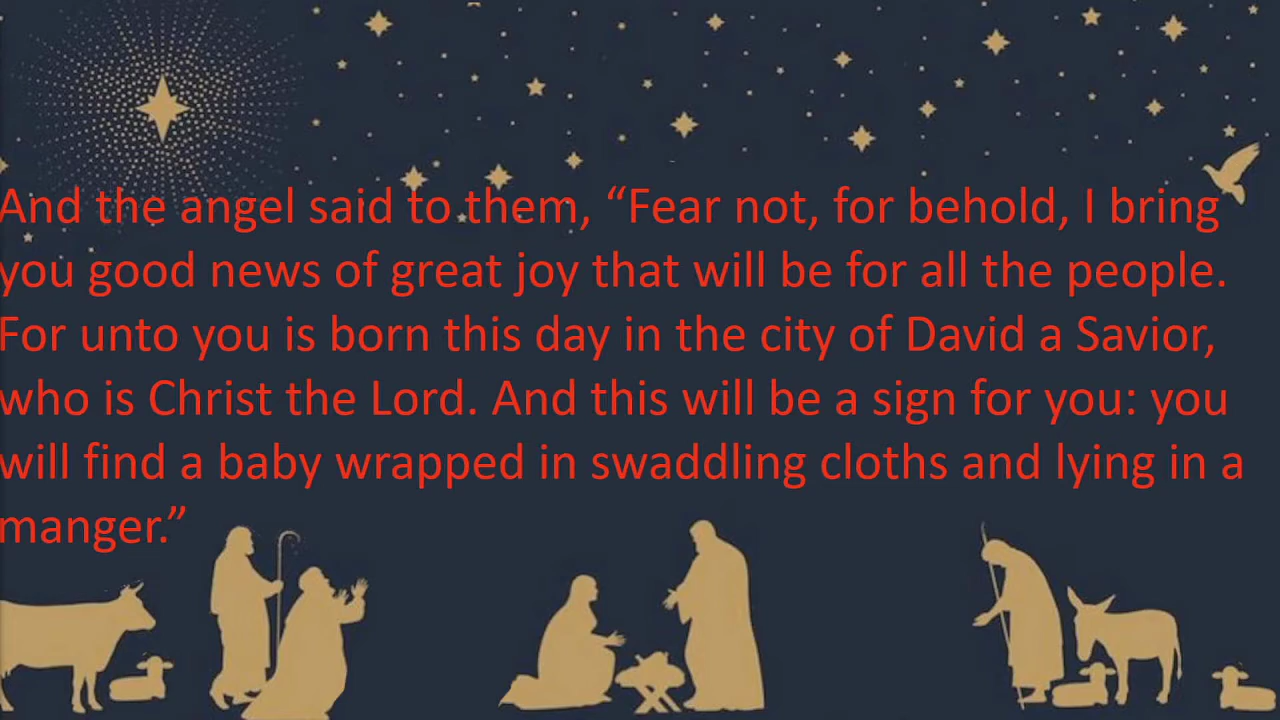 And the angel said to them, “Fear not, for behold, I bring
you good news of great joy that will be for all the people.
For unto you is born this day in the city of David a Savior,
who is Christ the Lord. And this will be a sign for you: you
will find a baby wrapped in swaddling cloths and lying in a
manger.”